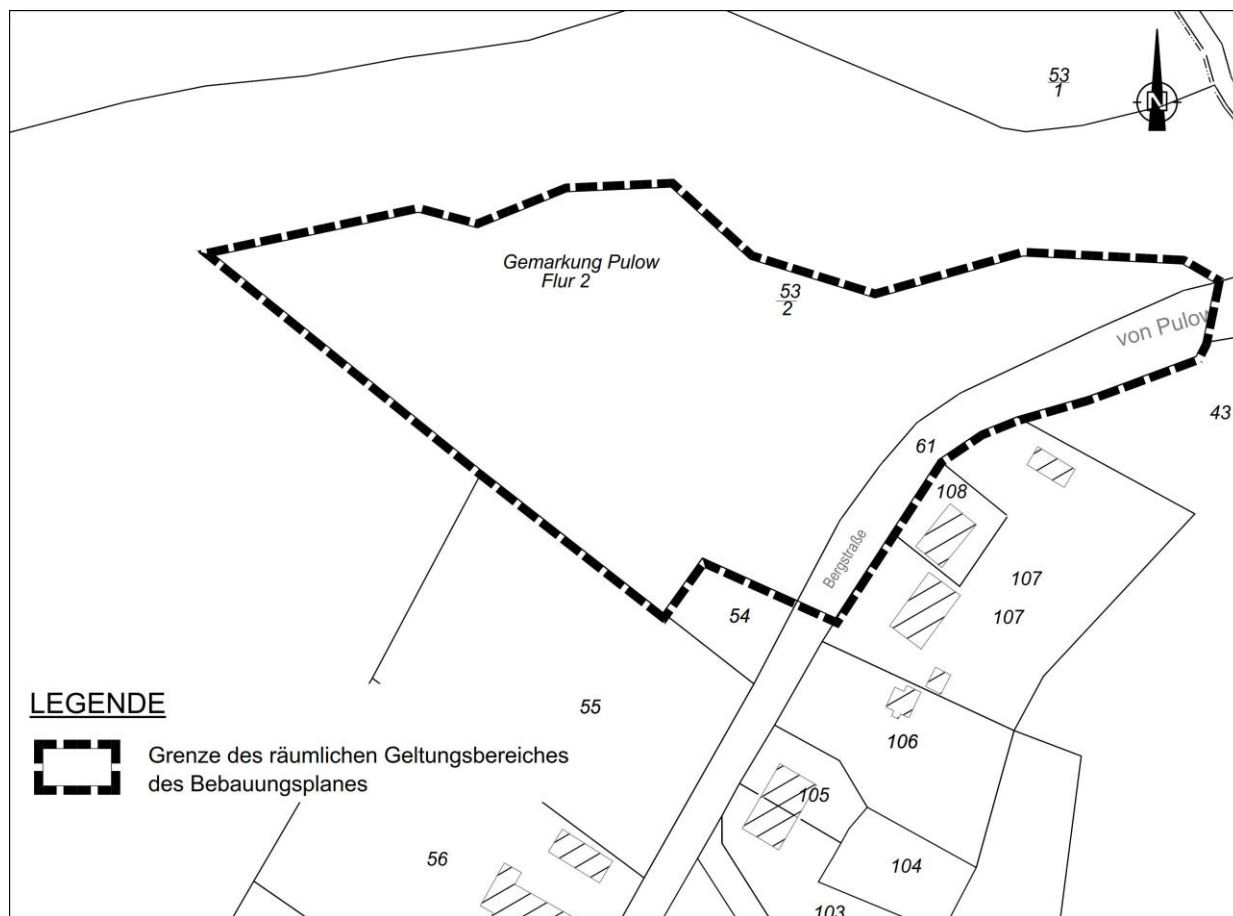 53
1
N
Gemarkung Pulow
Flur 2
53
2
von Pulow
43
61
108
Bergstraße
107
107
54
LEGENDE
55
106
Grenze des räumlichen Geltungsbereiches
des Bebauungsplanes
105
56
104
103